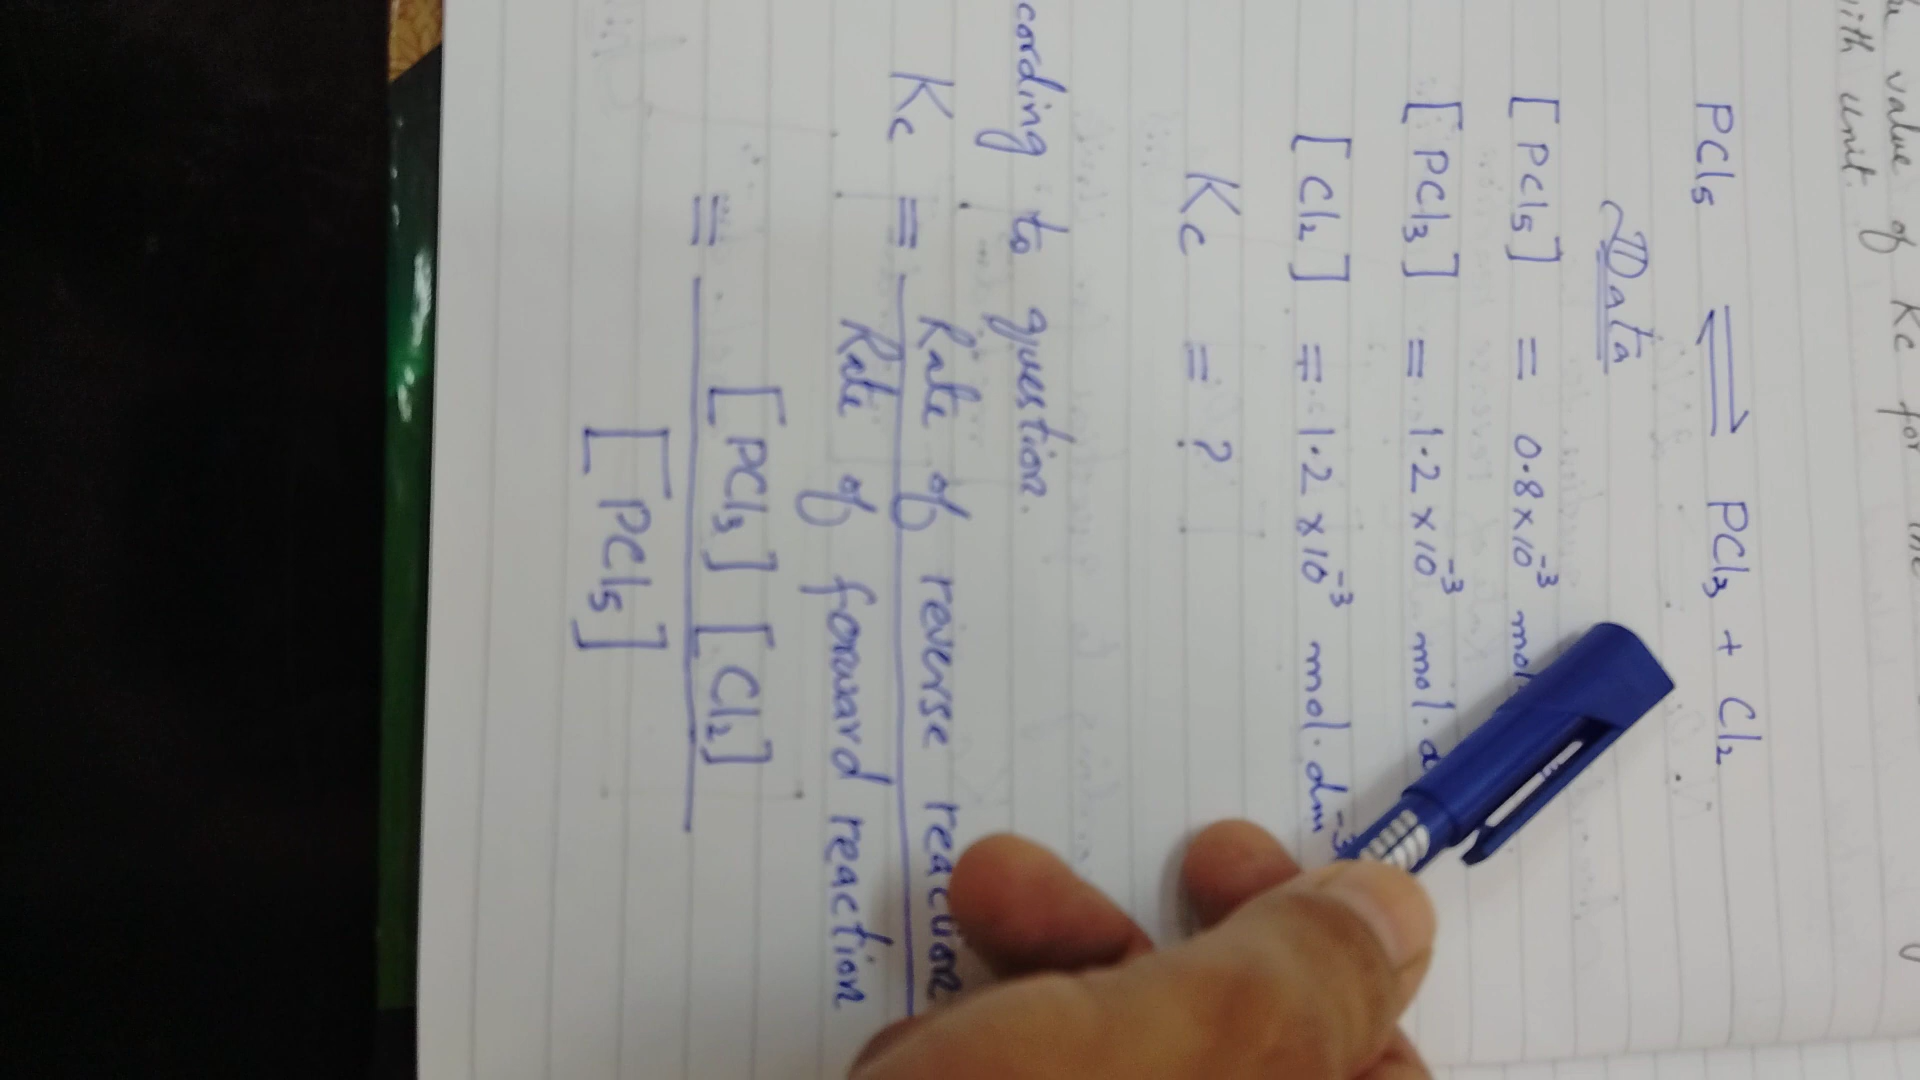 value of Kc for
with unit.
PCl₅ ⇌ PCl₃ + Cl₂
Data
[PCl₅] = 0.8×10⁻³ mol
[PCl₃] = 1.2×10⁻³ mol.d
[Cl₂] = 1.2×10⁻³ mol.dm⁻³
Kc = ?
cording to question.
Kc = Rate of reverse reaction
Rate of forward reaction
= [PCl₃] [Cl₂]
[PCl₅]